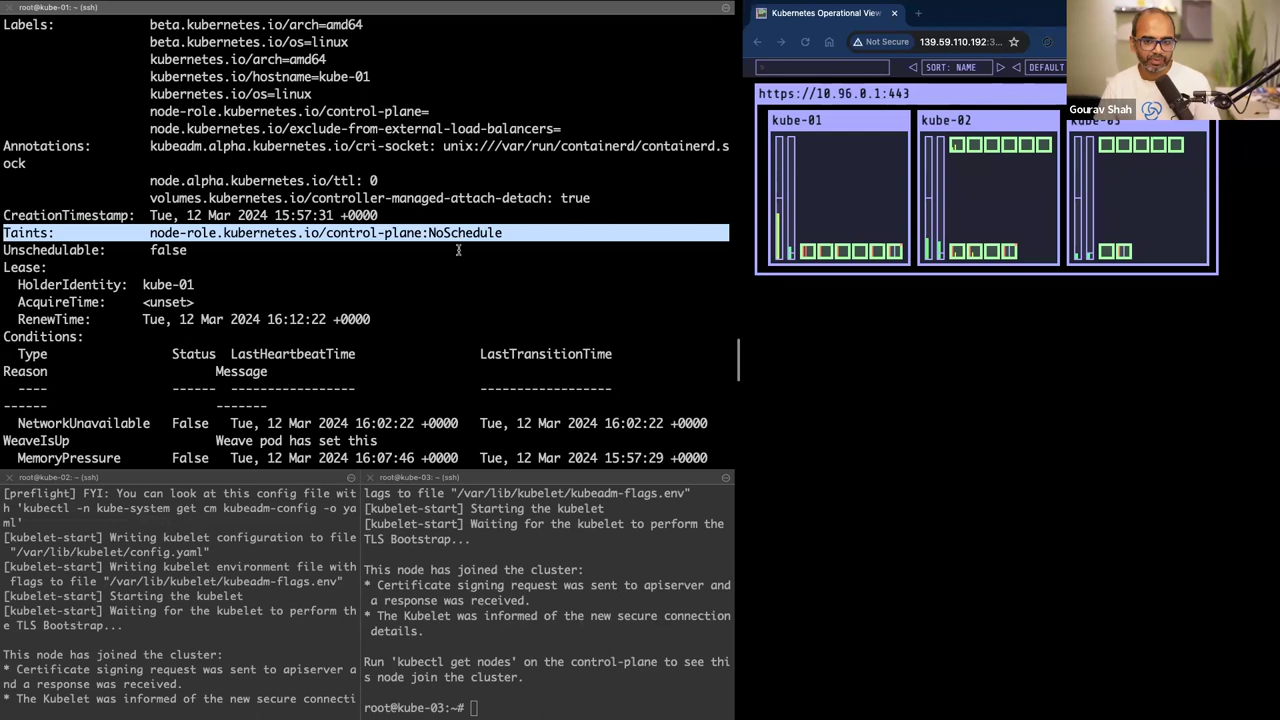 root@kube-01: ~ (ssh)
Labels: beta.kubernetes.io/arch=amd64
beta.kubernetes.io/os=linux
kubernetes.io/arch=amd64
kubernetes.io/hostname=kube-01
kubernetes.io/os=linux
node-role.kubernetes.io/control-plane=
node.kubernetes.io/exclude-from-external-load-balancers=
Annotations: kubeadm.alpha.kubernetes.io/cri-socket: unix:///var/run/containerd/containerd.s
ock
node.alpha.kubernetes.io/ttl: 0
volumes.kubernetes.io/controller-managed-attach-detach: true
CreationTimestamp: Tue, 12 Mar 2024 15:57:31 +0000
Taints: node-role.kubernetes.io/control-plane:NoSchedule
Unschedulable: false
Lease:
HolderIdentity: kube-01
AcquireTime: <unset>
RenewTime: Tue, 12 Mar 2024 16:12:22 +0000
Conditions:
Type Status LastHeartbeatTime LastTransitionTime
Reason Message
---- ------ ----------------- ------------------
------ -------
NetworkUnavailable False Tue, 12 Mar 2024 16:02:22 +0000 Tue, 12 Mar 2024 16:02:22 +0000
WeaveIsUp Weave pod has set this
MemoryPressure False Tue, 12 Mar 2024 16:07:46 +0000 Tue, 12 Mar 2024 15:57:29 +0000
root@kube-02: ~ (ssh)
[preflight] FYI: You can look at this config file wit
h 'kubectl -n kube-system get cm kubeadm-config -o ya
ml'
[kubelet-start] Writing kubelet configuration to file
"/var/lib/kubelet/config.yaml"
[kubelet-start] Writing kubelet environment file with
flags to file "/var/lib/kubelet/kubeadm-flags.env"
[kubelet-start] Starting the kubelet
[kubelet-start] Waiting for the kubelet to perform th
e TLS Bootstrap...
This node has joined the cluster:
* Certificate signing request was sent to apiserver a
nd a response was received.
* The Kubelet was informed of the new secure connecti
root@kube-03: ~ (ssh)
lags to file "/var/lib/kubelet/kubeadm-flags.env"
[kubelet-start] Starting the kubelet
[kubelet-start] Waiting for the kubelet to perform the
TLS Bootstrap...
This node has joined the cluster:
* Certificate signing request was sent to apiserver and
a response was received.
* The Kubelet was informed of the new secure connection
details.
Run 'kubectl get nodes' on the control-plane to see thi
s node join the cluster.
root@kube-03:~#
Kubernetes Operational View
Not Secure 139.59.110.192:3...
>
SORT: NAME
DEFAULT
Gourav Shah
https://10.96.0.1:443
kube-01
kube-02
kube-03